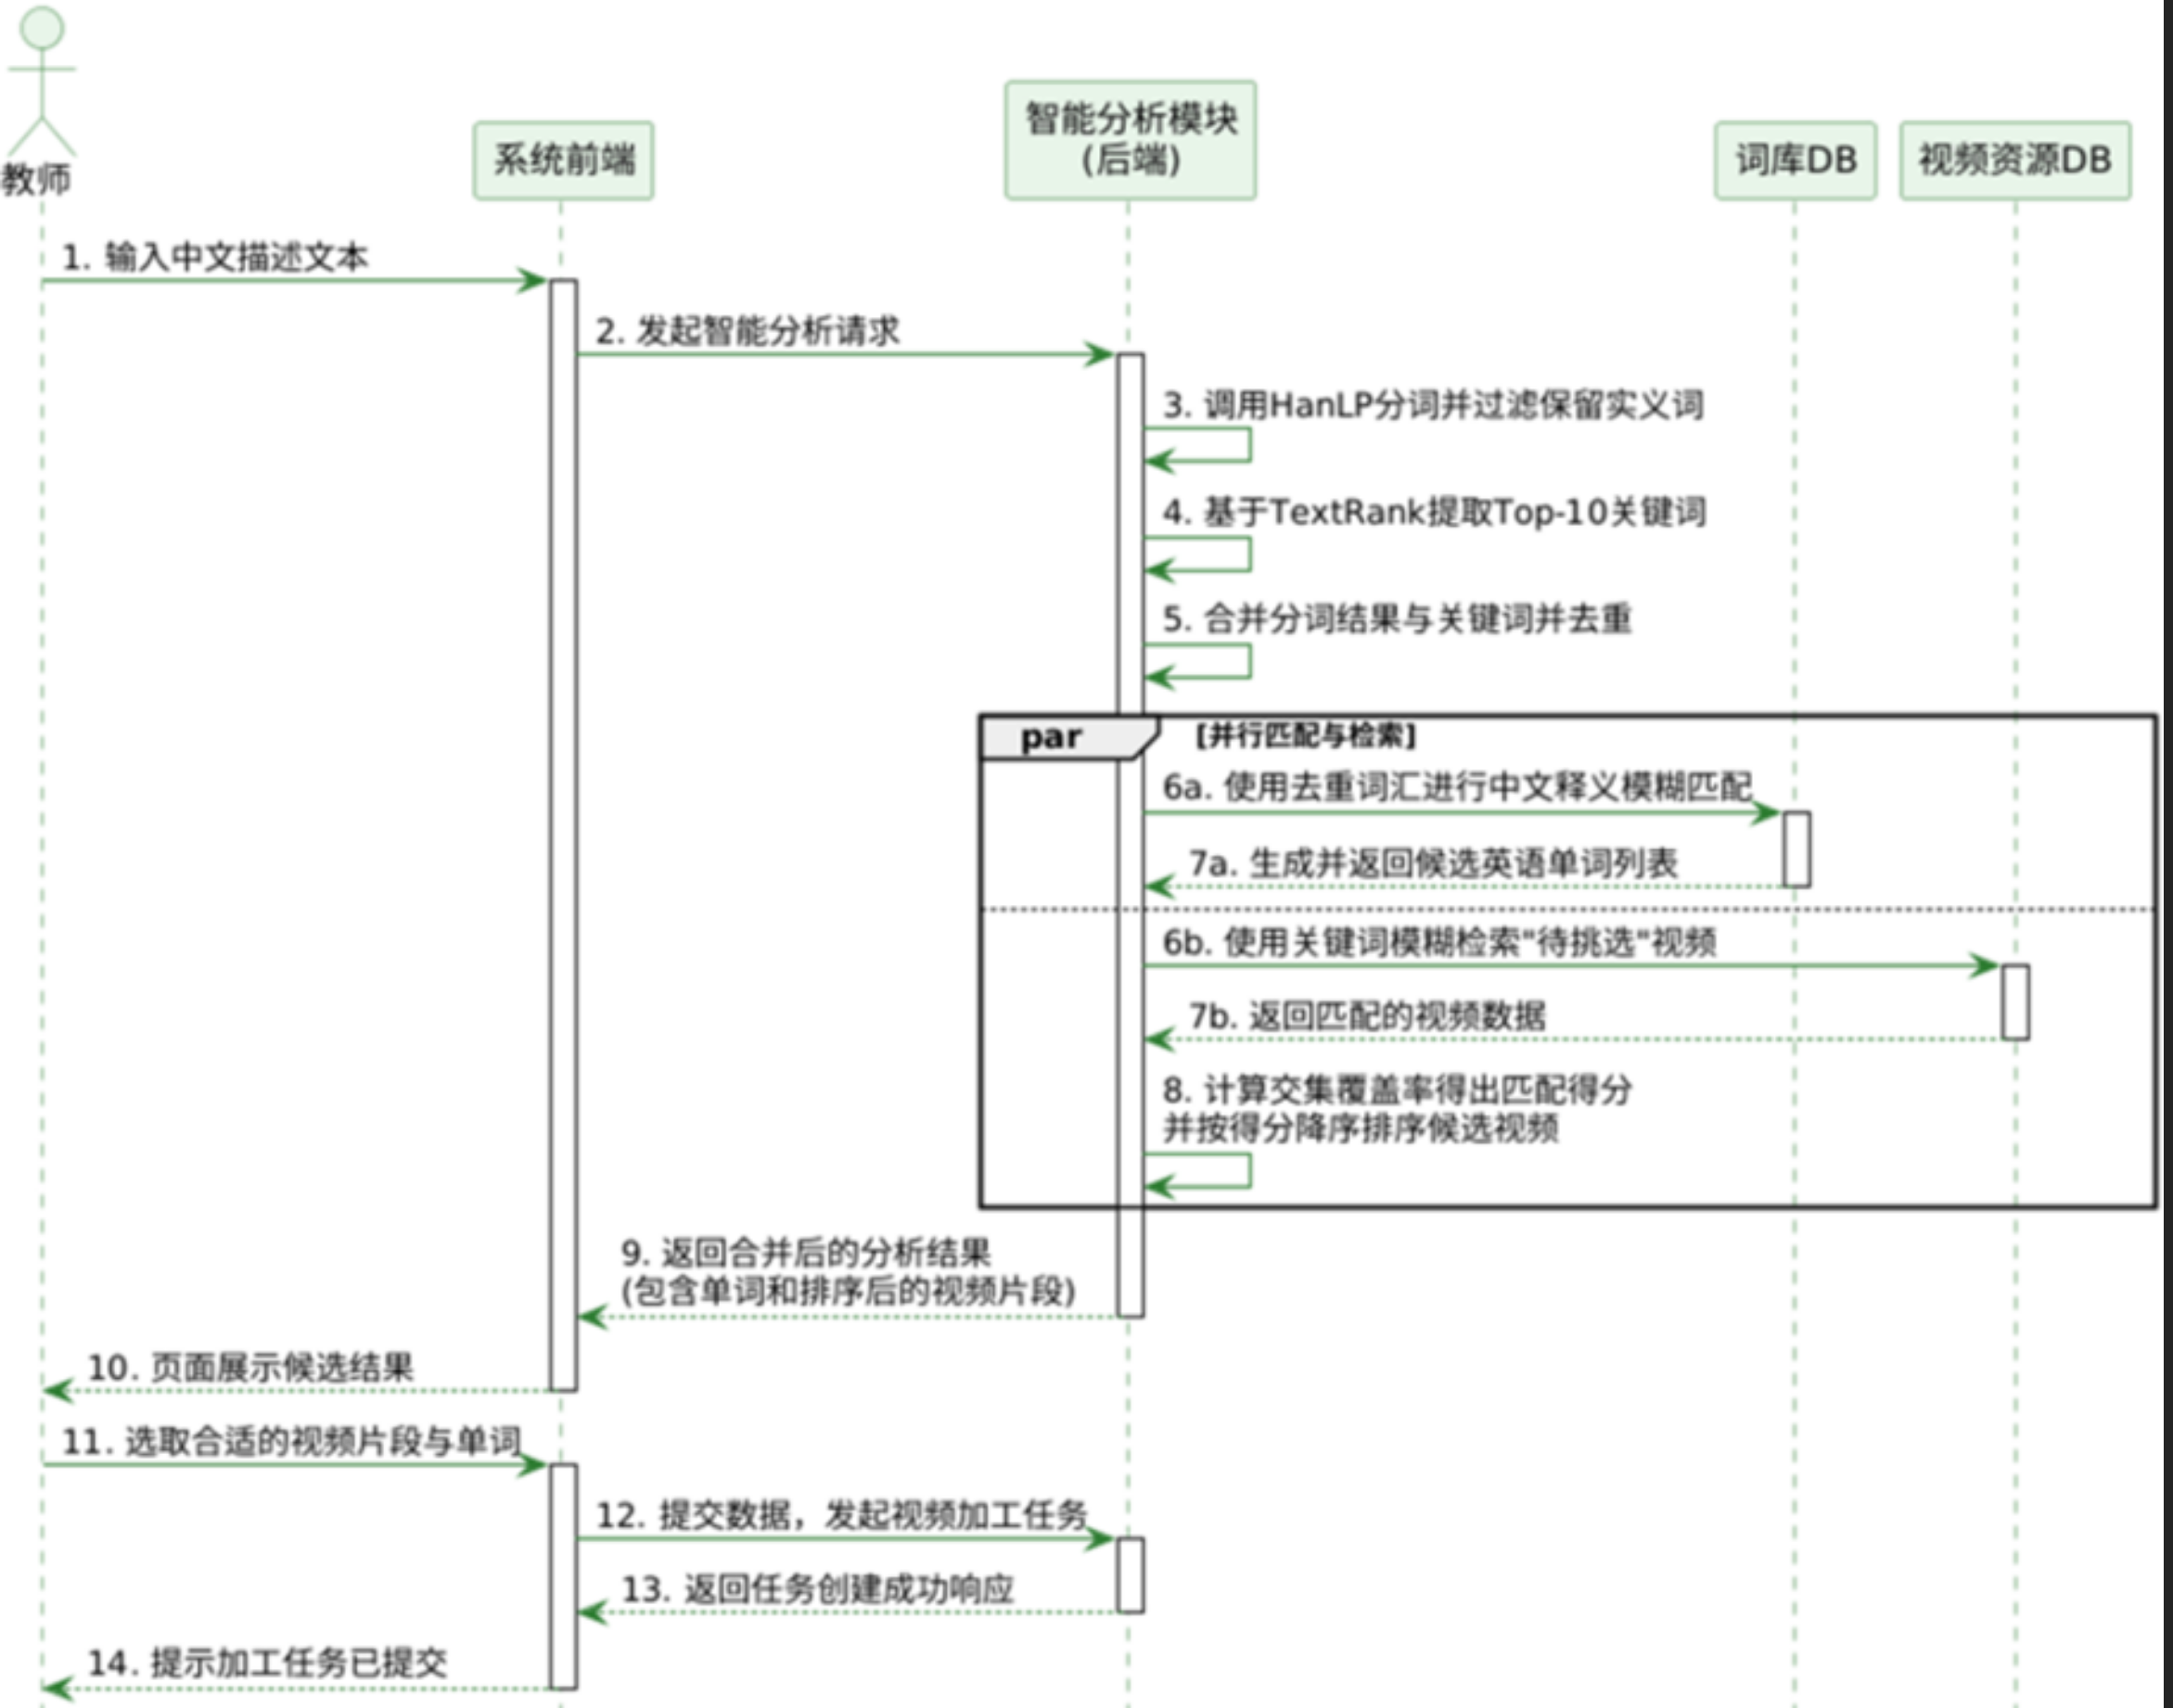 教师
系统前端
智能分析模块
(后端)
词库DB
视频资源DB
1. 输入中文描述文本
2. 发起智能分析请求
3. 调用HanLP分词并过滤保留实义词
4. 基于TextRank提取Top-10关键词
5. 合并分词结果与关键词并去重
par
[并行匹配与检索]
6a. 使用去重词汇进行中文释义模糊匹配
7a. 生成并返回候选英语单词列表
6b. 使用关键词模糊检索"待挑选"视频
7b. 返回匹配的视频数据
8. 计算交集覆盖率得出匹配得分
并按得分降序排序候选视频
9. 返回合并后的分析结果
(包含单词和排序后的视频片段)
10. 页面展示候选结果
11. 选取合适的视频片段与单词
12. 提交数据，发起视频加工任务
13. 返回任务创建成功响应
14. 提示加工任务已提交